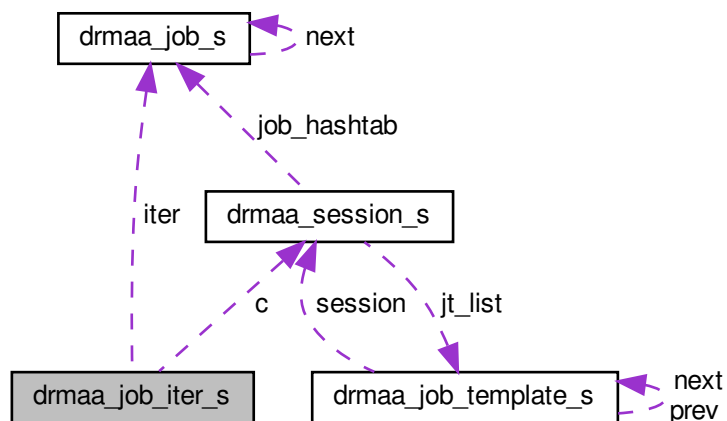 drmaa_job_s
next
job_hashtab
iter
drmaa_session_s
c
session
jt_list
drmaa_job_iter_s
drmaa_job_template_s
next
prev